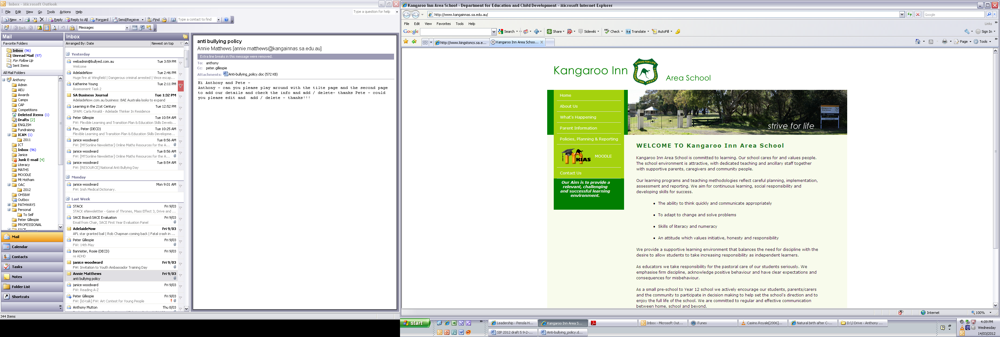 Inbox - Microsoft Outlook
File Edit View Go Tools Actions Help
Type a question for help
New Reply Reply to All Forward Send/Receive Find Type a contact to find
Back Messages
Mail
Favorite Folders
Inbox (96)
Unread Mail (97)
For Follow Up
Sent Items
All Mail Folders
Anthony
Admin
AEU
Awards
Camps
CAP
Competitions
Deleted Items (1)
Drafts [2]
ENGLISH
Fundraisng
ICAN (1)
2011
ICT
Inbox (96)
Janice
Junk E-mail [4]
Literacy
MATHS
MOODLE
Mt Hotham
OAC
2012
OHS&W
Outbox
PATHWAYS
Personal
To Self
Peter Gillespie
PROFESSIONAL
SACE
Mail
Calendar
Contacts
Tasks
Notes
Folder List
Shortcuts
344 Items
Inbox
Arranged By: Date Newest on top
Yesterday
webadmin@bullyed.com.au Tue 3:59 PM
Welcome
AdelaideNow Tue 2:46 PM
Huge fire at Wingfield | Dangerous criminal arrested | Vince escap...
Katherine Young Tue 2:11 PM
Assessment Task 2
SA Business Journal Tue 1:32 PM
AdelaideNow.com.au business: BAE Australia looks to expand
Learning in the 21st Century Tue 12:52 PM
SPAM: Carla Rinaldi - Adelaide Thinker In Residence
Peter Gillespie Tue 10:54 AM
FW: Flexible Learning and Transition Plan & Education Skills Develo...
Fox, Peter (DECD) Tue 10:25 AM
Flexible Learning and Transition Plan & Education Skills Developme...
janice woodward Tue 8:56 AM
FW: [MTSonline Newsletter] Online Maths Resources for the A...
janice woodward Tue 8:56 AM
FW: [MTSonline Newsletter] Online Maths Resources for the A...
janice woodward Tue 8:54 AM
FW: [RESOURCE] National Anti Bullying Day
Monday
janice woodward Mon 9:01 AM
FW: Irish Medical Dictionary.
Last Week
STACK Fri 9/03
STACK eNewslettter - Game of Thrones, Mass Effect 3, Drive and ...
SACE Board:SACE Evaluation Fri 9/03
Email from Chair, SACE First Year Evaluation Panel
AdelaideNow Fri 9/03
AFL star granted bail | Rob Chapman coming back | Fatal crash in ...
Peter Gillespie Fri 9/03
FW: 14th May
Bannister, Rosie (DECD) Fri 9/03
re ADHD
janice woodward Fri 9/03
FW: Invitation to Youth Ambassador Training Day
Annie Matthews Fri 9/03
anti bullying policy
janice woodward Fri 9/03
FW: Reading A-Z
Peter Gillespie Fri 9/03
FW: [lcl-talk] FW: Art Contest for Young People
Anthony Mutton Thu 8/03
anti bullying policy
Annie Matthews [annie.matthews@kangainnas.sa.edu.au]
Extra line breaks in this message were removed.
To: anthony
Cc: peter.gillespie
Attachments: Anti-bullying_policy.doc (572 KB)
Hi Anthony and Pete -
Anthony - can you please play around with the tilte page and the second page
to add our details and check the info and add / delete- thanks Pete - could
you please edit and add / delete - thanks!!!
Kangaroo Inn Area School - Department for Education and Child Development - Microsoft Internet Explorer
http://www.kangainnas.sa.edu.au/
Google
File Edit View Favorites Tools Help
Links
Google Search Share Sidewiki Check Translate AutoFill Sign In
http://www.kingstoncs.sa.e... Kangaroo Inn Area Schoo... Page Tools
Kangaroo Inn
STRIVE FOR LIFE
KANGAROO INN AREA SCHOOL
Area School
Home
About Us
What's Happening
Parent Information
Policies, Planning & Reporting
m KIAS MOODLE
Contact Us
Our Aim is to provide a
relevant, challenging
and successful learning
environment.
Kangaroo Inn
Area School
strive for life
WELCOME TO Kangaroo Inn Area School
Kangaroo Inn Area School is committed to learning. Our school cares for and values people.
The school environment is attractive, with dedicated teaching and ancillary staff together
with supportive parents, caregivers and community people.
Our learning programs and teaching methodologies reflect careful planning, implementation,
assessment and reporting. We aim for continuous learning, social responsibility and
developing skills for success.
• The ability to think quickly and communicate appropriately
• To adapt to change and solve problems
• Skills of literacy and numeracy
• An attitude which values initiative, honesty and responsibility
We provide a supportive learning environment that balances the need for discipline with the
desire to allow students to take increasing responsibility as independent learners.
As educators we take responsibility for the pastoral care of our students seriously. We
emphasise firm discipline, acknowledge positive behaviour and have clear expectations and
consequences for misbehaviour.
As a small pre-school to Year 12 school we actively encourage our students, parents/carers
and the community to participate in decision making to help set the school's direction and to
enjoy the full life of the school. We are committed to regular and effective communication
between home, school and beyond.
Internet 100%
start
Leadership - Penola H... Kangaroo Inn Area S... Inbox - Microsoft Out... iTunes Casino.Royale[2006]... Natural birth after C-... D:\J Drive - Anthony ...
SIP 2012 draft 5 9-2-... Anti-bullying_policy.d...
4:09 PM
Wednesday
14/03/2012